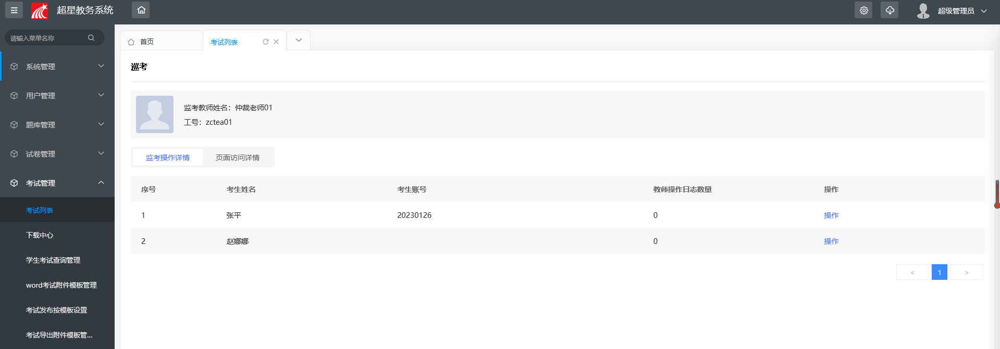 超星教务系统
超级管理员
请输入菜单名称
首页
考试列表
系统管理
用户管理
题库管理
试卷管理
考试管理
考试列表
下载中心
学生考试查询管理
word考试附件模板管理
考试发布按模板设置
考试导出附件模板管...
巡考
监考教师姓名：仲裁老师01
工号：zctea01
监考操作详情 页面访问详情
序号 考生姓名 考生账号 教师操作日志数量 操作
1 张平 20230126 0 操作
2 赵娜娜 0 操作
< 1 >